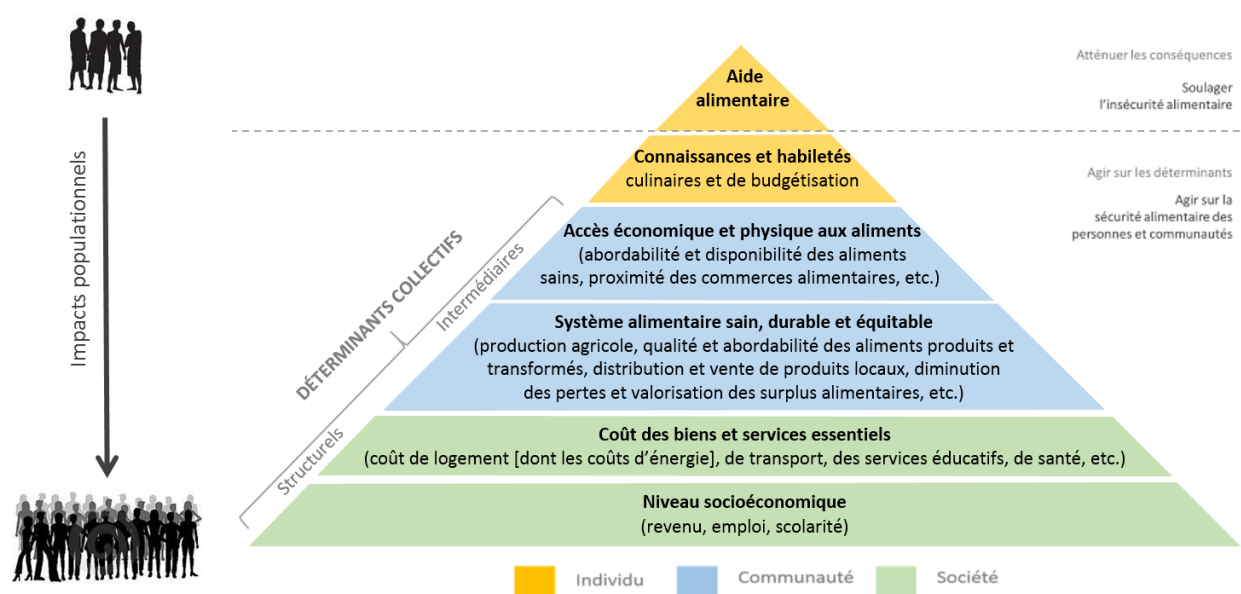 Aide
alimentaire
Atténuer les conséquences
Soulager
l'insécurité alimentaire
Connaissances et habiletés
culinaires et de budgétisation
Agir sur les déterminants
Agir sur la
sécurité alimentaire des
personnes et communautés
Accès économique et physique aux aliments
(abordabilité et disponibilité des aliments
sains, proximité des commerces alimentaires, etc.)
Système alimentaire sain, durable et équitable
(production agricole, qualité et abordabilité des aliments produits et
transformés, distribution et vente de produits locaux, diminution
des pertes et valorisation des surplus alimentaires, etc.)
Coût des biens et services essentiels
(coût de logement [dont les coûts d'énergie], de transport, des services éducatifs, de santé, etc.)
Niveau socioéconomique
(revenu, emploi, scolarité)
Impacts populationnels
DÉTERMINANTS COLLECTIFS
Intermédiaires
Structurels
Individu
Communauté
Société